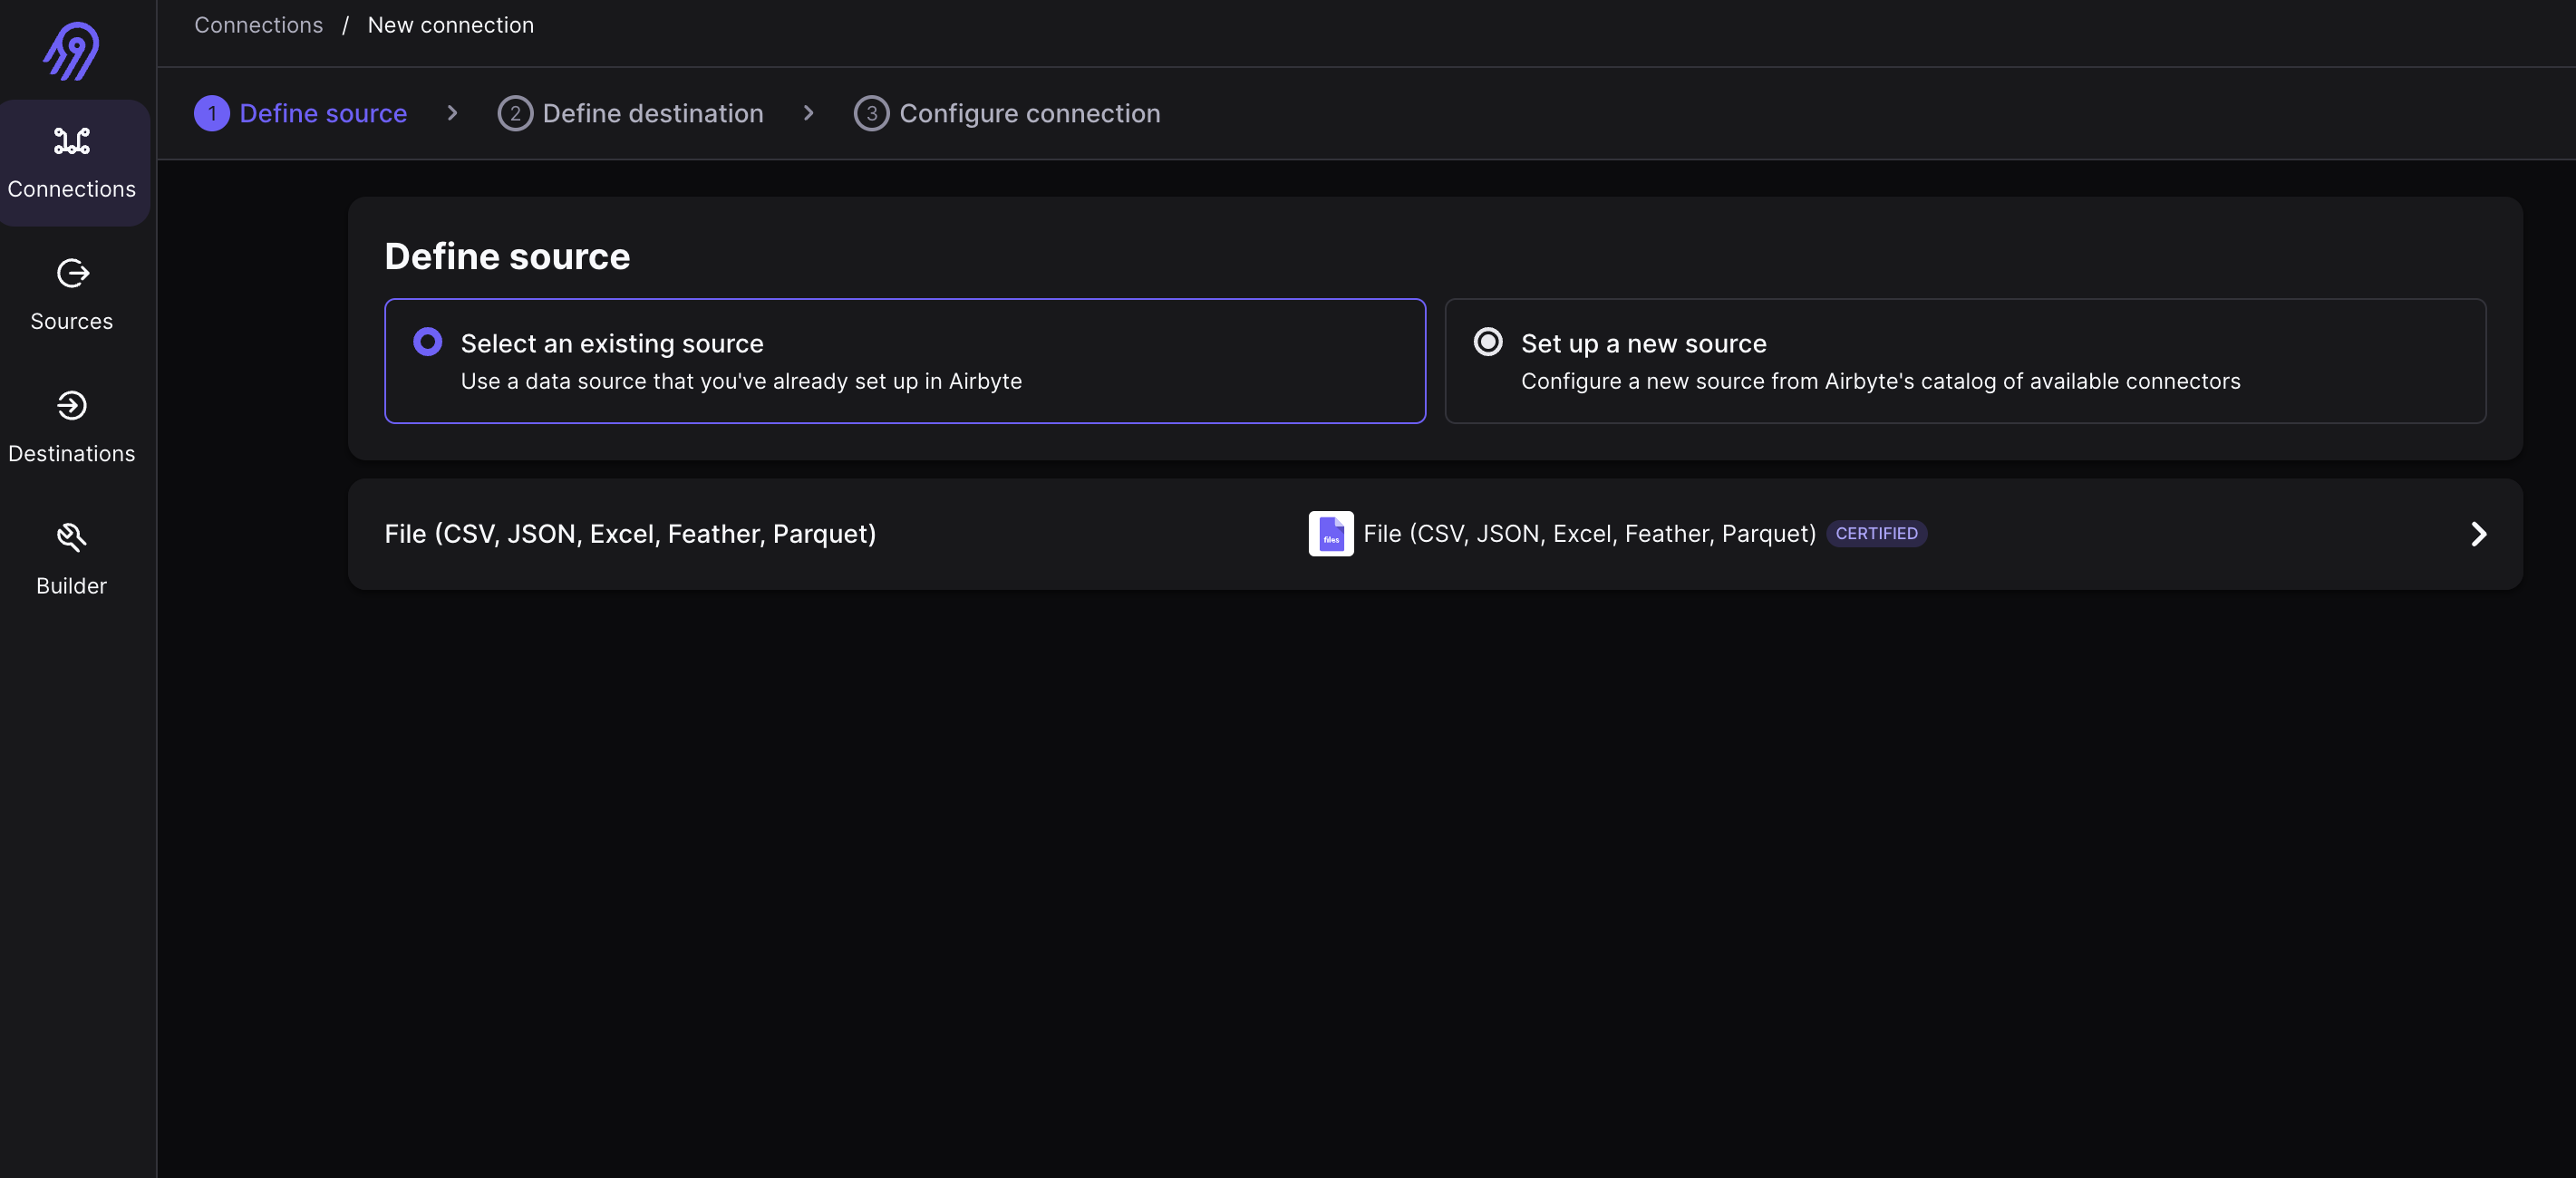 Connections / New connection
1 Define source > 2 Define destination > 3 Configure connection
Connections
Sources
Destinations
Builder
Define source
Select an existing source
Use a data source that you've already set up in Airbyte
Set up a new source
Configure a new source from Airbyte's catalog of available connectors
File (CSV, JSON, Excel, Feather, Parquet)
files
File (CSV, JSON, Excel, Feather, Parquet) CERTIFIED